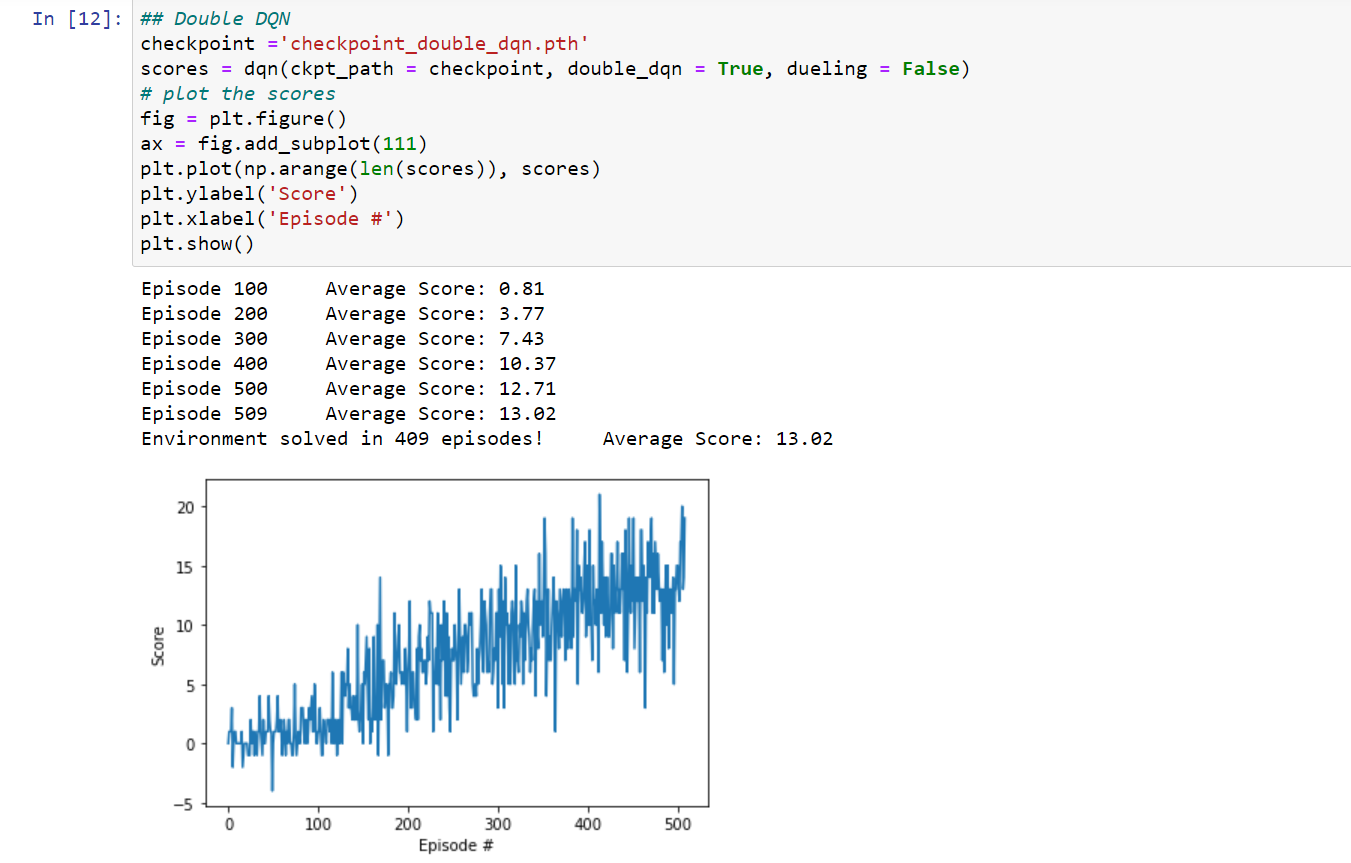 In [12]:
## Double DQN
checkpoint ='checkpoint_double_dqn.pth'
scores = dqn(ckpt_path = checkpoint, double_dqn = True, dueling = False)
# plot the scores
fig = plt.figure()
ax = fig.add_subplot(111)
plt.plot(np.arange(len(scores)), scores)
plt.ylabel('Score')
plt.xlabel('Episode #')
plt.show()
Episode 100	Average Score: 0.81
Episode 200	Average Score: 3.77
Episode 300	Average Score: 7.43
Episode 400	Average Score: 10.37
Episode 500	Average Score: 12.71
Episode 509	Average Score: 13.02
Environment solved in 409 episodes!	Average Score: 13.02
20
15
10
5
0
−5
Score
0 100 200 300 400 500
Episode #